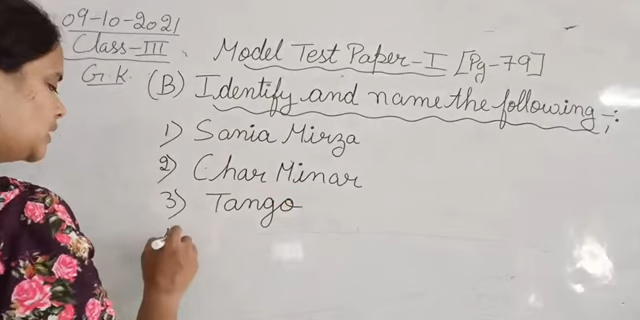 09-10-2021
Class-III
G.K.
Model Test Paper-I [Pg-79]
(B) Identify and name the following :-
1) Sania Mirza
2) Char Minar
3) Tango